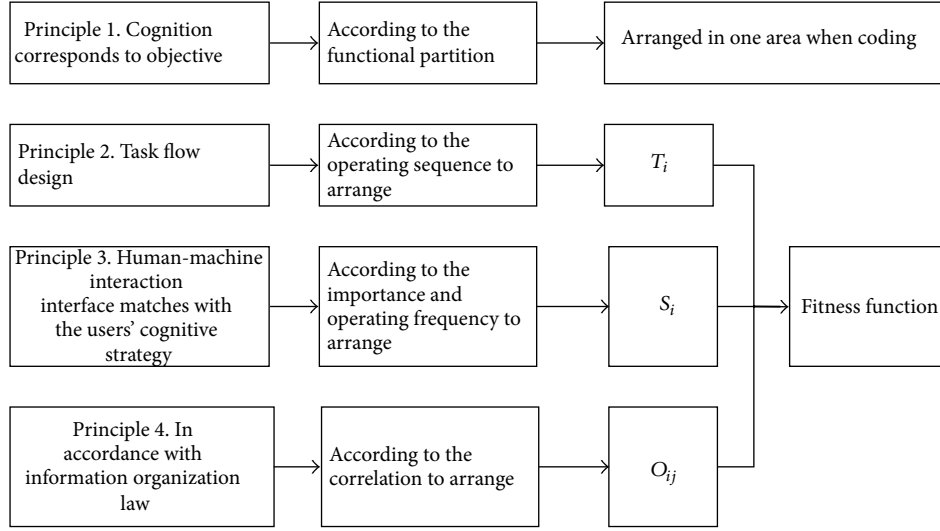 Principle 1. Cognition
corresponds to objective
According to the
functional partition
Arranged in one area when coding
Principle 2. Task flow
design
According to the
operating sequence to
arrange
T_i
Principle 3. Human-machine
interaction
interface matches with
the users' cognitive
strategy
According to the
importance and
operating frequency to
arrange
S_i
Fitness function
Principle 4. In
accordance with
information organization
law
According to the
correlation to arrange
O_ij